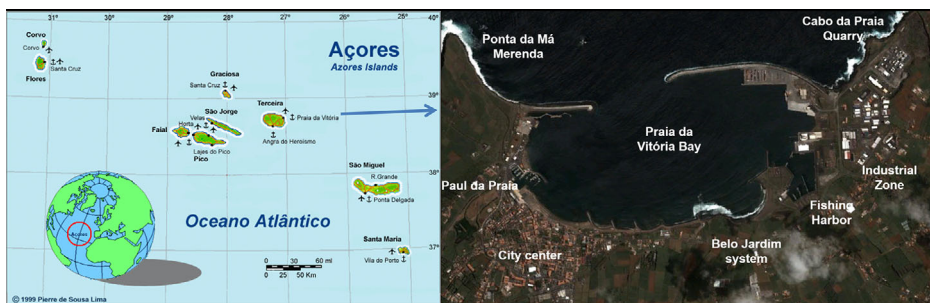 31°
30°
29°
28°
27°
26°
25°
40°
Corvo
Corvo
Santa Cruz
Flores
Açores
Azores Islands
Graciosa
Santa Cruz
39°
São Jorge
Velas
Terceira
Praia da Vitória
Angra do Heroísmo
Faial
Horta
Lajes do Pico
Pico
38°
São Miguel
R.Grande
Ponta Delgada
Açores
Oceano Atlântico
Santa Maria
Vila do Porto
37°
0 30 60 ml
0 25 50 Km
© 1999 Pierre de Sousa Lima
Ponta da Má
Merenda
Cabo da Praia
Quarry
Praia da
Vitória Bay
Paul da Praia
Industrial
Zone
Fishing
Harbor
City center
Belo Jardim
system